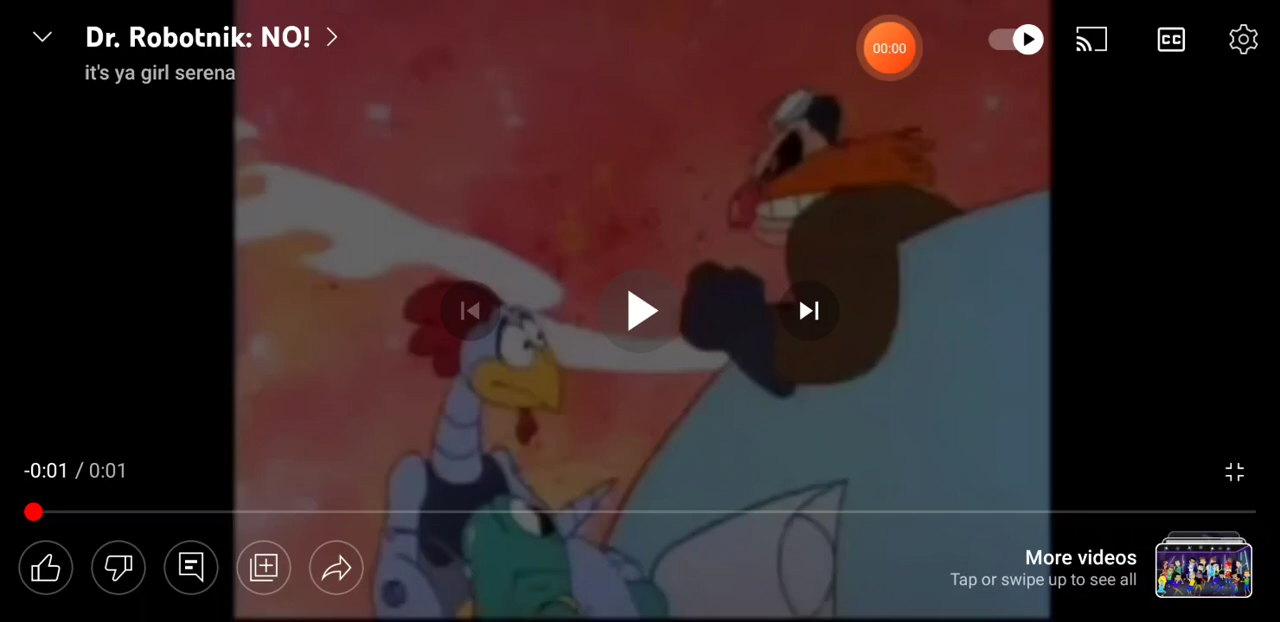 Dr. Robotnik: NO!
it's ya girl serena
00:00
CC
-0:01 / 0:01
More videos
Tap or swipe up to see all